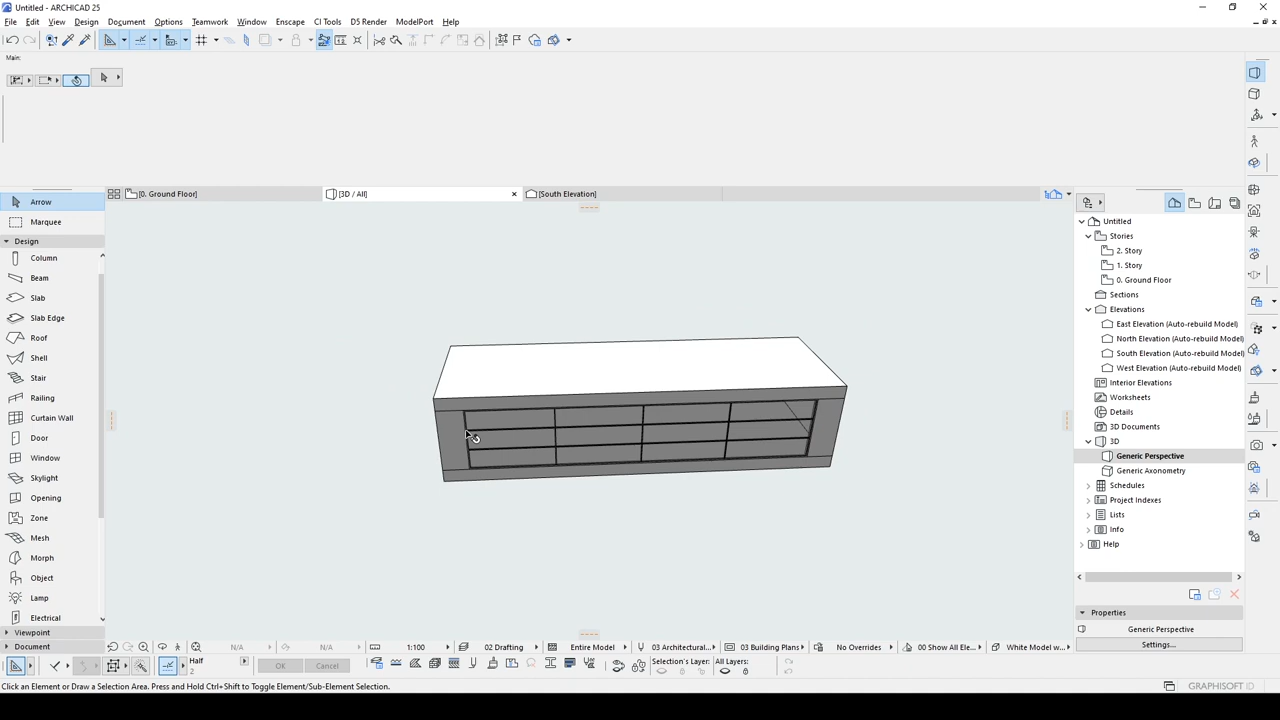 Untitled - ARCHICAD 25
File Edit View Design Document Options Teamwork Window Enscape CI Tools D5 Render ModelPort Help
Main:
[0. Ground Floor]
[3D / All]
[South Elevation]
Arrow
Marquee
Design
Column
Beam
Slab
Slab Edge
Roof
Shell
Stair
Railing
Curtain Wall
Door
Window
Skylight
Opening
Zone
Mesh
Morph
Object
Lamp
Electrical
Viewpoint
Document
Untitled
Stories
2. Story
1. Story
0. Ground Floor
Sections
Elevations
East Elevation (Auto-rebuild Model)
North Elevation (Auto-rebuild Model)
South Elevation (Auto-rebuild Model)
West Elevation (Auto-rebuild Model)
Interior Elevations
Worksheets
Details
3D Documents
3D
Generic Perspective
Generic Axonometry
Schedules
Project Indexes
Lists
Info
Help
Properties
Generic Perspective
Settings...
N/A N/A 1:100 02 Drafting Entire Model 03 Architectural... 03 Building Plans No Overrides 00 Show All Ele... White Model w...
Half
2
OK Cancel
Selection's Layer: All Layers:
Click an Element or Draw a Selection Area. Press and Hold Ctrl+Shift to Toggle Element/Sub-Element Selection.
GRAPHISOFT